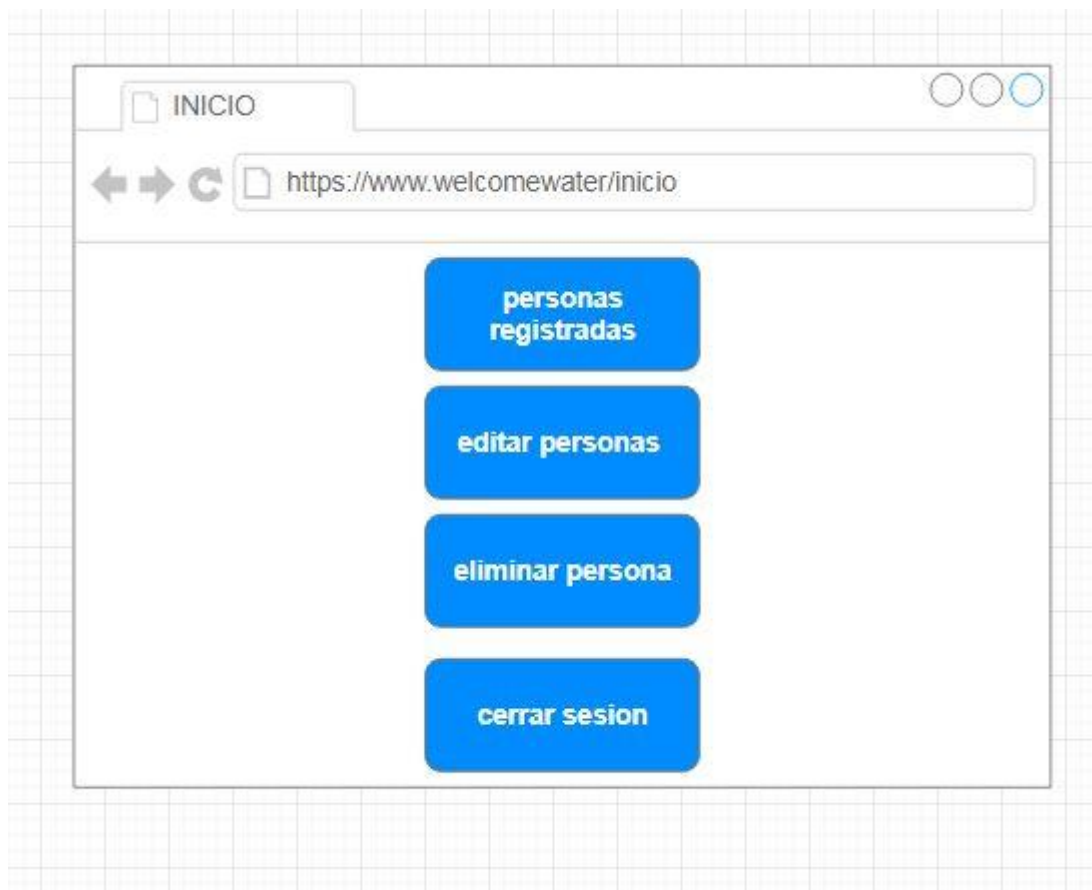 INICIO
https://www.welcomewater/inicio
personas
registradas
editar personas
eliminar persona
cerrar sesion